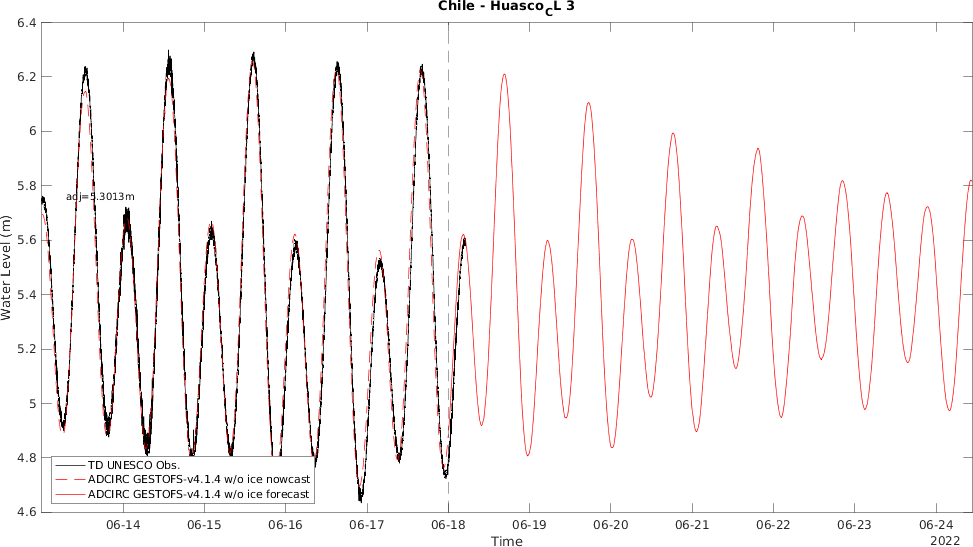 Chile - HuascoCL 3
6.4
6.2
6
5.8
5.6
5.4
5.2
5
4.8
4.6
Water Level (m)
adj=5.3013m
TD UNESCO Obs.
ADCIRC GESTOFS-v4.1.4 w/o ice nowcast
ADCIRC GESTOFS-v4.1.4 w/o ice forecast
06-14 06-15 06-16 06-17 06-18 06-19 06-20 06-21 06-22 06-23 06-24
Time
2022